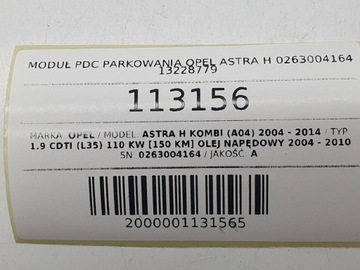 MODUŁ PDC PARKOWANIA OPEL ASTRA H 0263004164
13228779
113156
MARKA: OPEL / MODEL: ASTRA H KOMBI (A04) 2004 - 2014 / TYP:
1.9 CDTI (L35) 110 KW [150 KM] OLEJ NAPĘDOWY 2004 - 2010
SN: 0263004164 / JAKOŚĆ: A
2000001131565